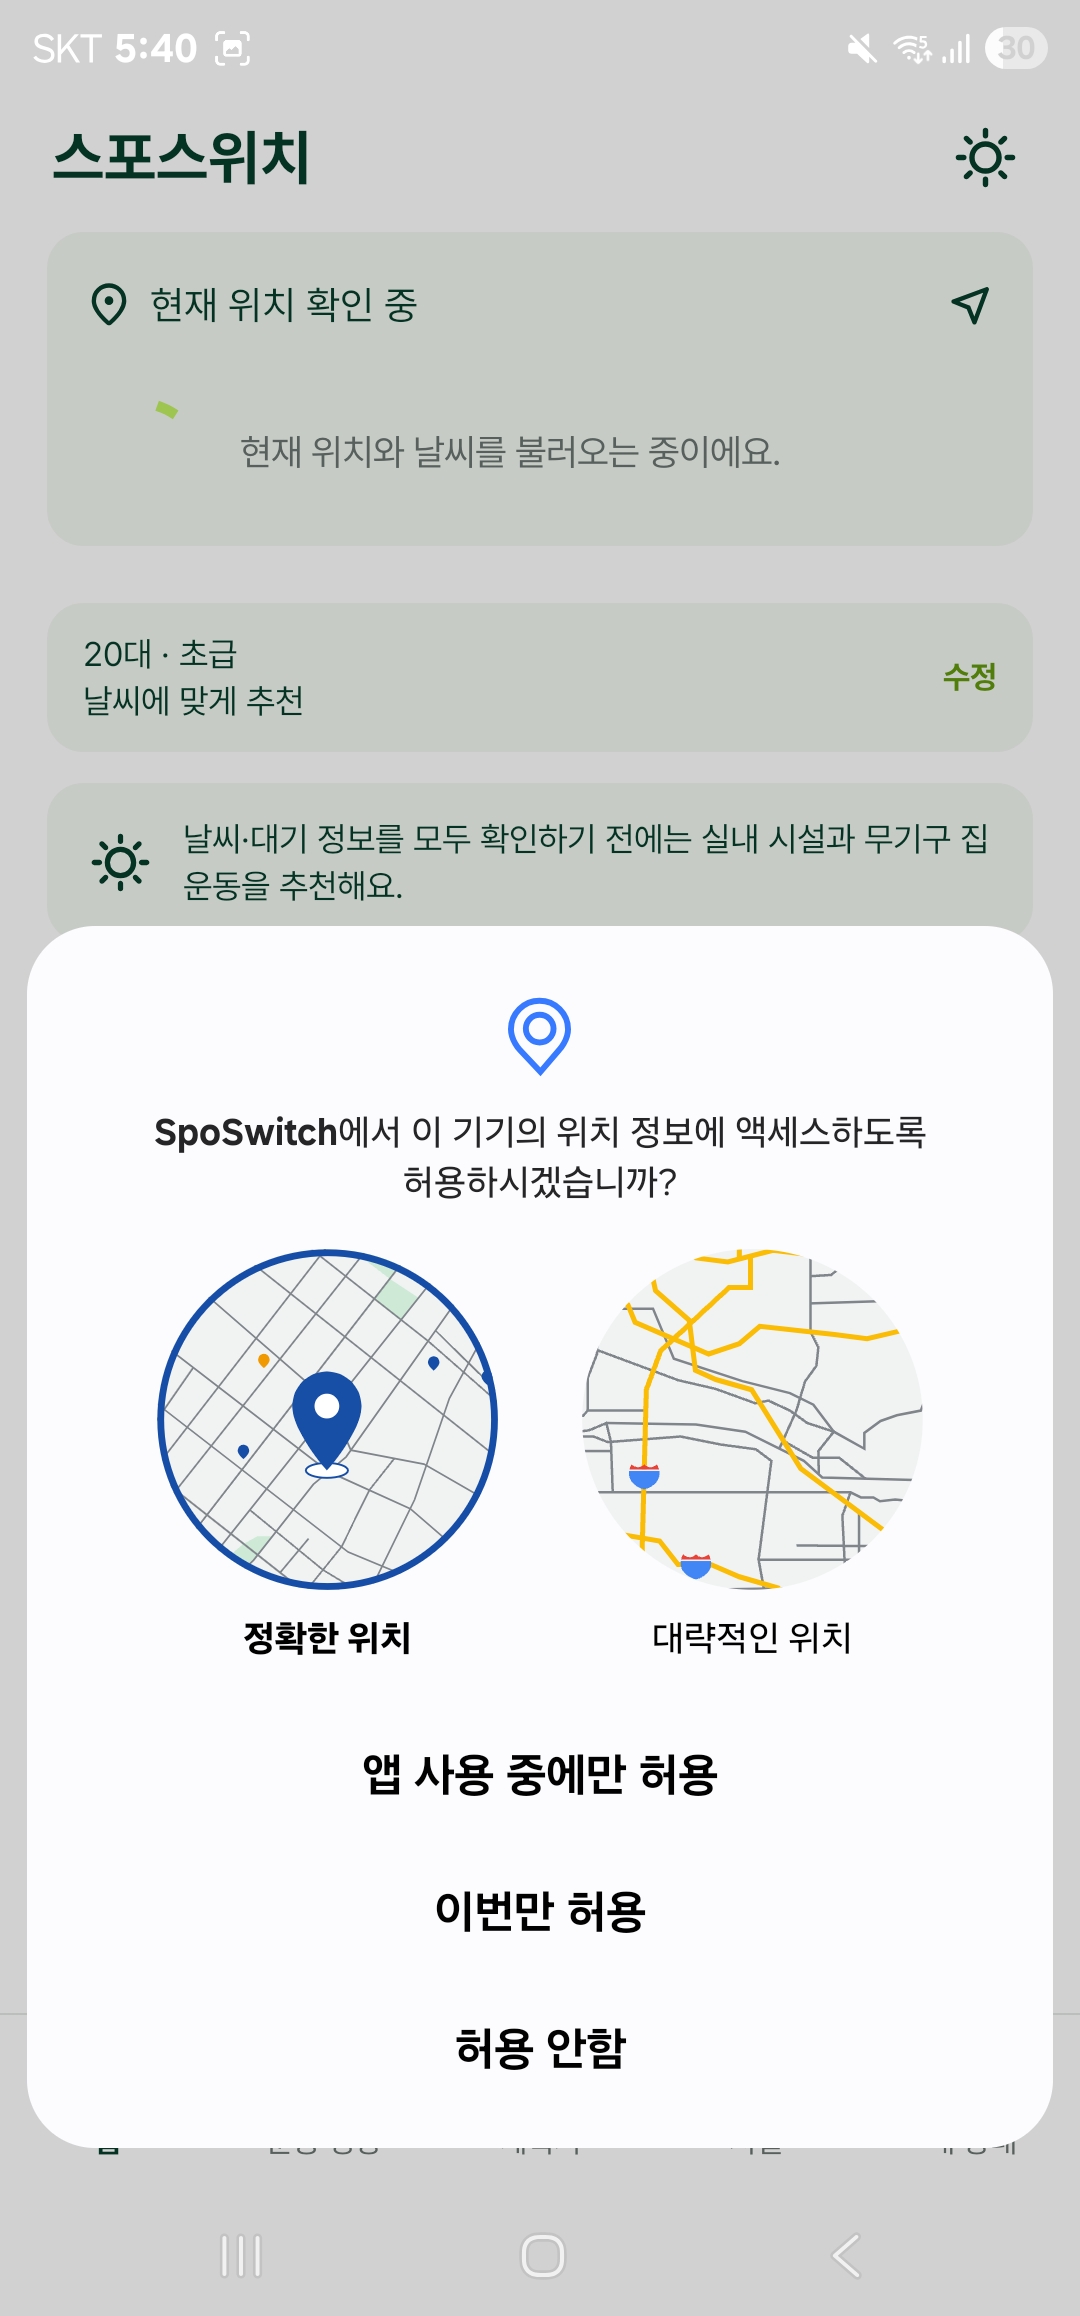 SKT 5:40
5
30
스포스위치
현재 위치 확인 중
현재 위치와 날씨를 불러오는 중이에요.
20대 · 초급
날씨에 맞게 추천
수정
날씨·대기 정보를 모두 확인하기 전에는 실내 시설과 무기구 집
운동을 추천해요.
SpoSwitch에서 이 기기의 위치 정보에 액세스하도록
허용하시겠습니까?
정확한 위치
대략적인 위치
앱 사용 중에만 허용
이번만 허용
허용 안함